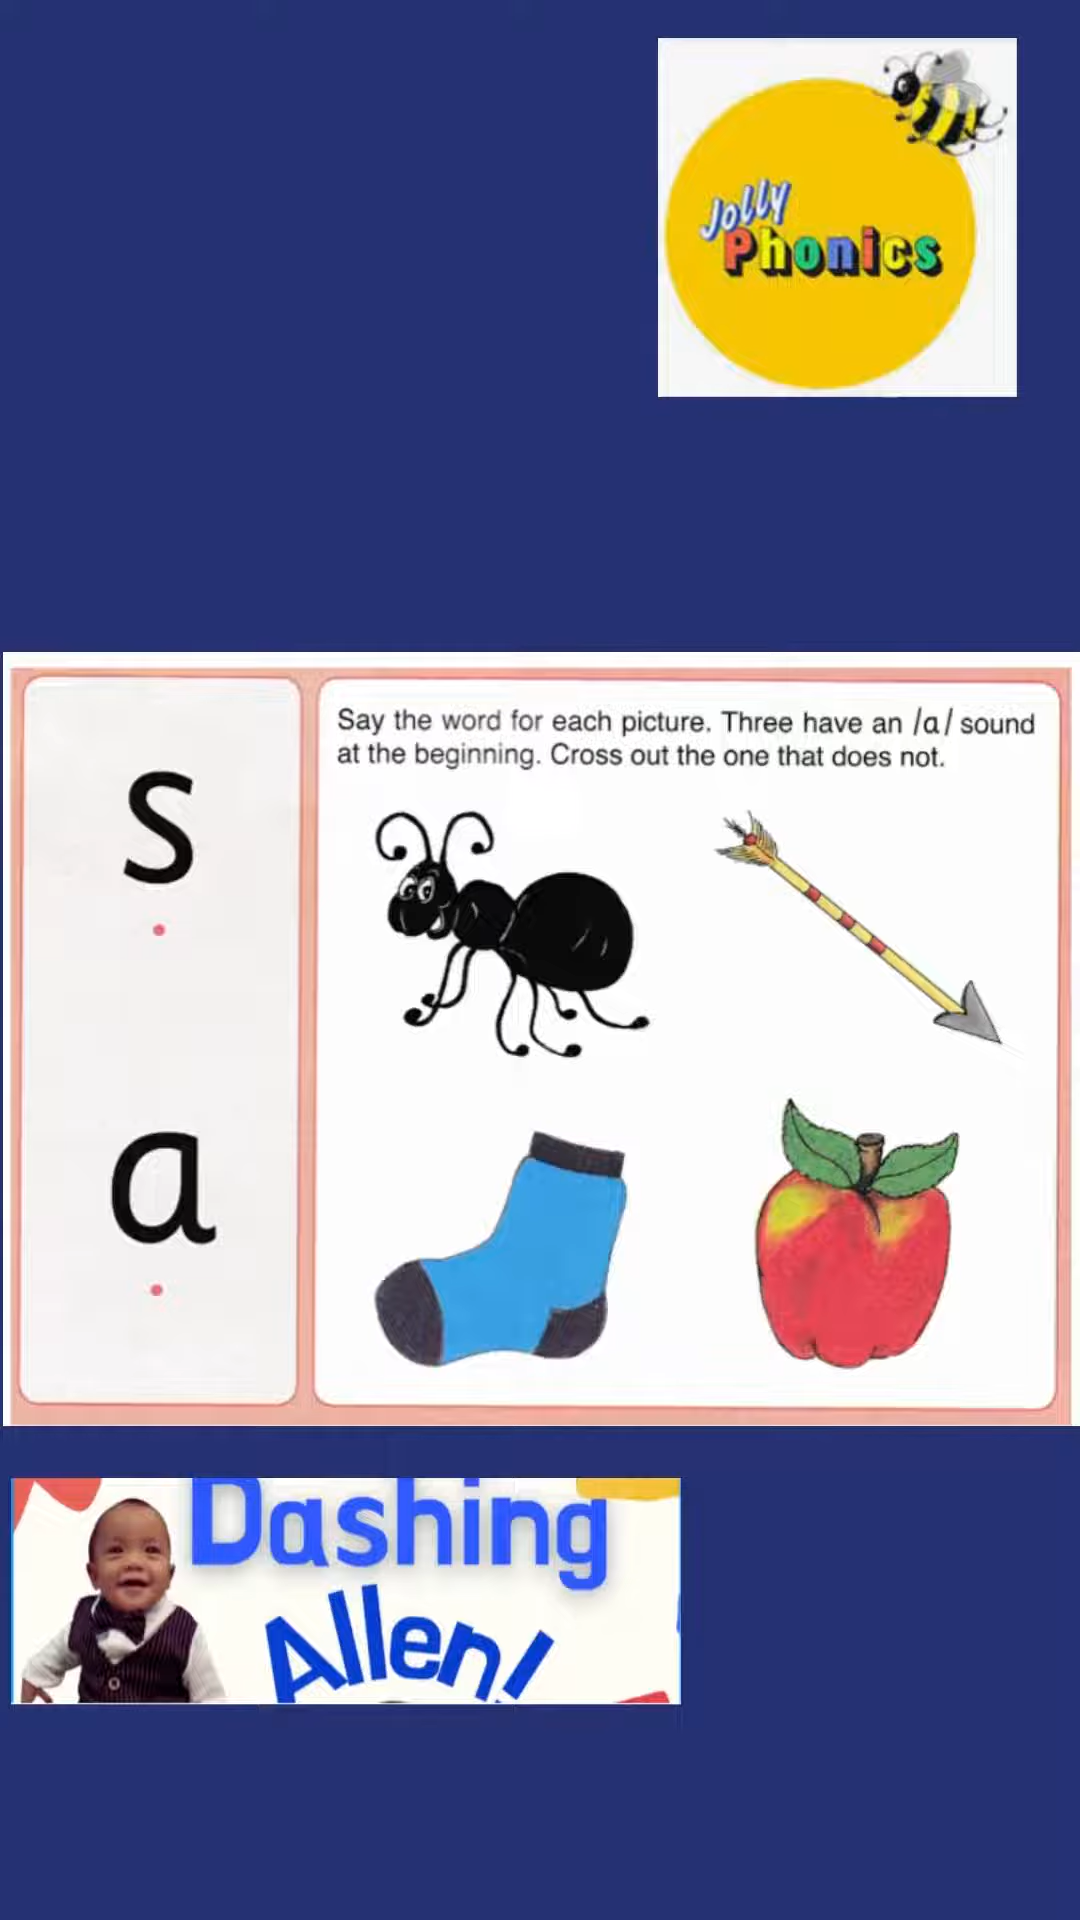 Jolly
Phonics
Say the word for each picture. Three have an /a/ sound
at the beginning. Cross out the one that does not.
s
a
Dashing
Allen!